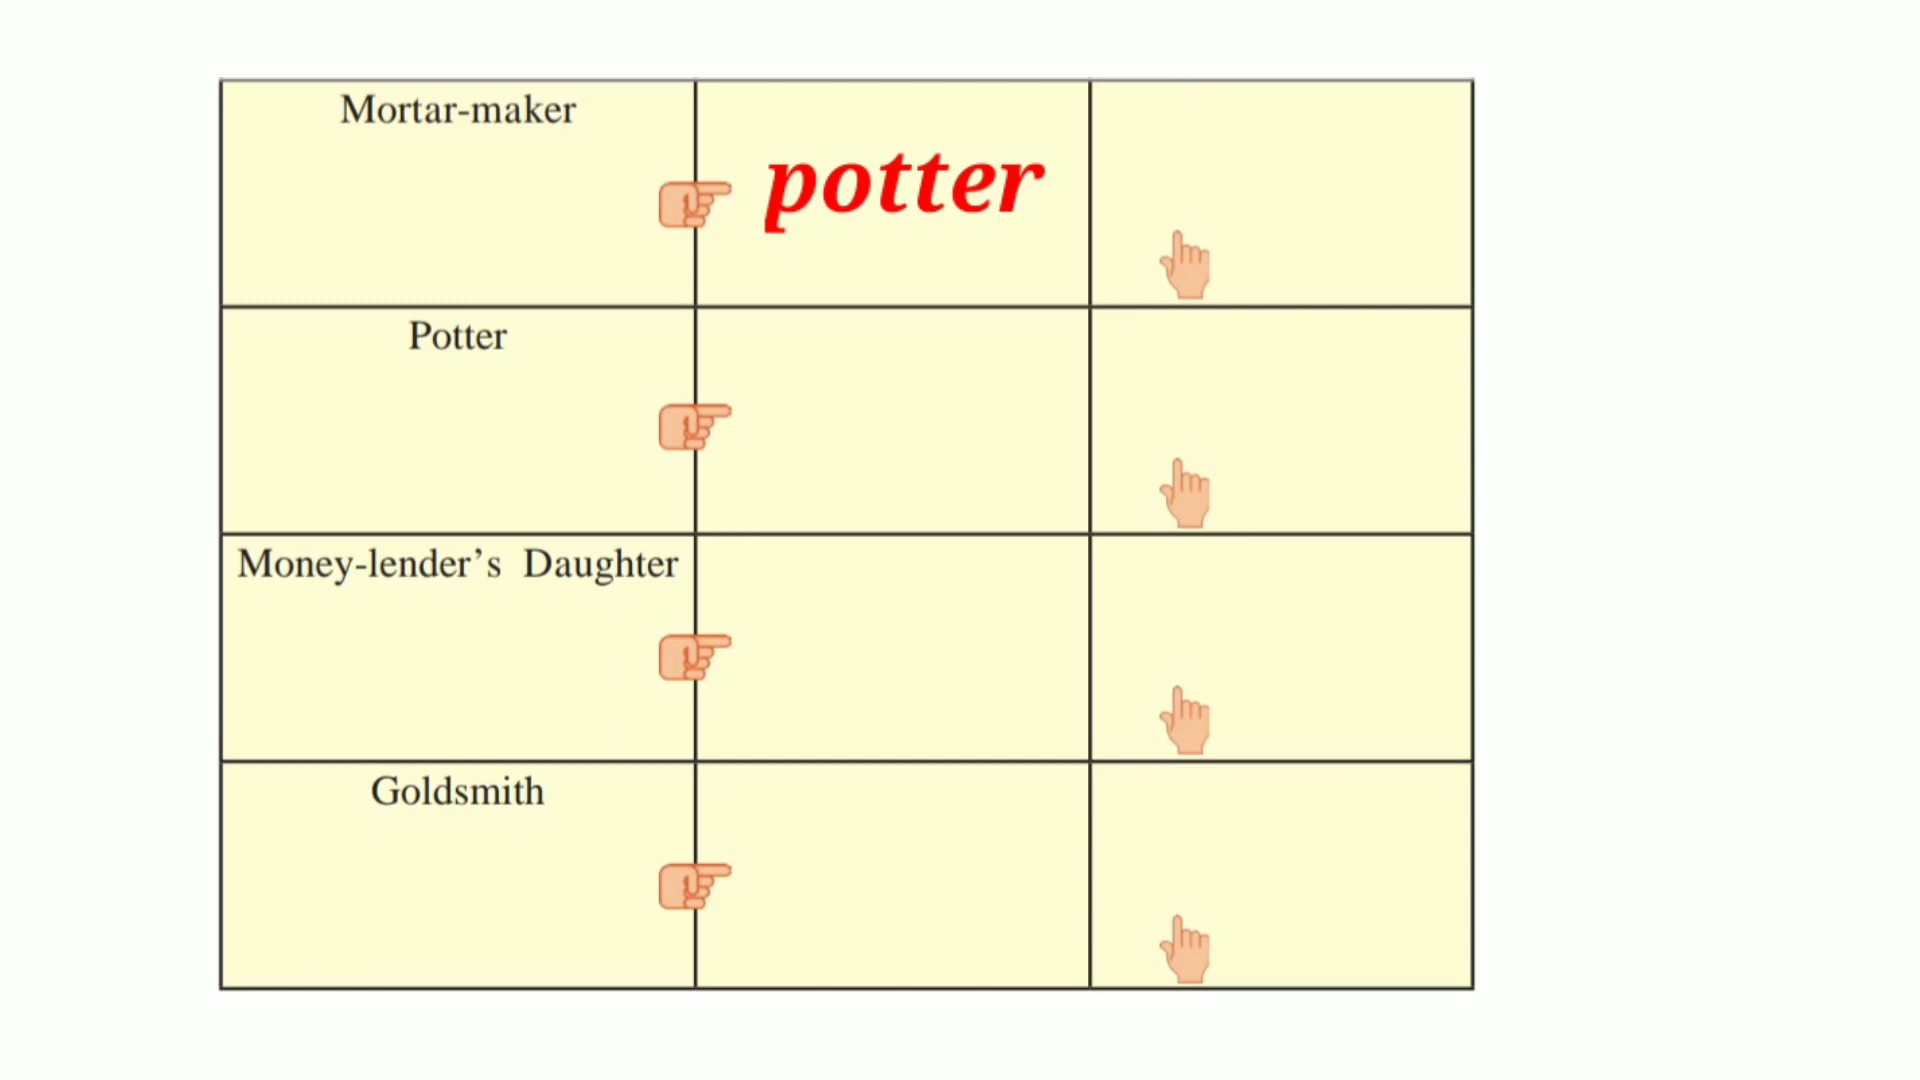 Mortar-maker
potter
Potter
Money-lender’s Daughter
Goldsmith